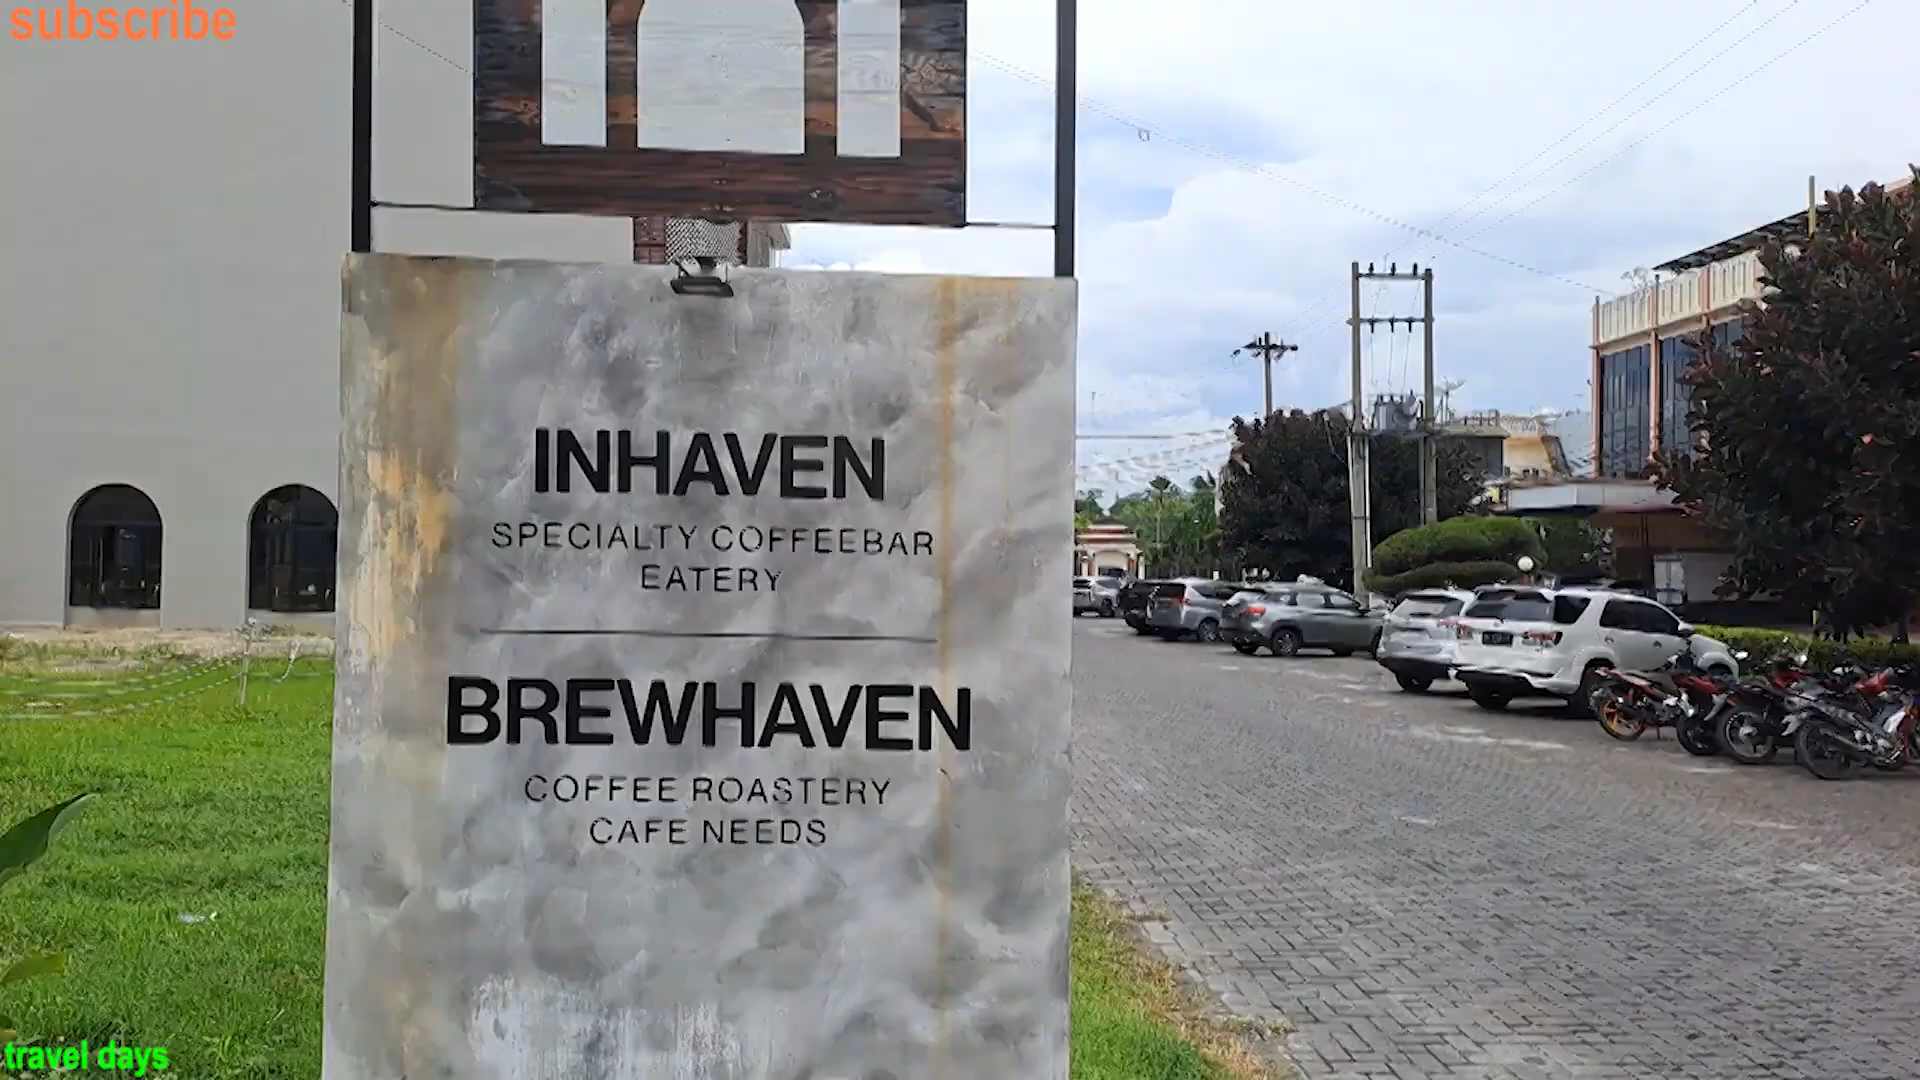 subscribe
INHAVEN
SPECIALTY COFFEEBAR
EATERY
BREWHAVEN
COFFEE ROASTERY
CAFE NEEDS
travel days